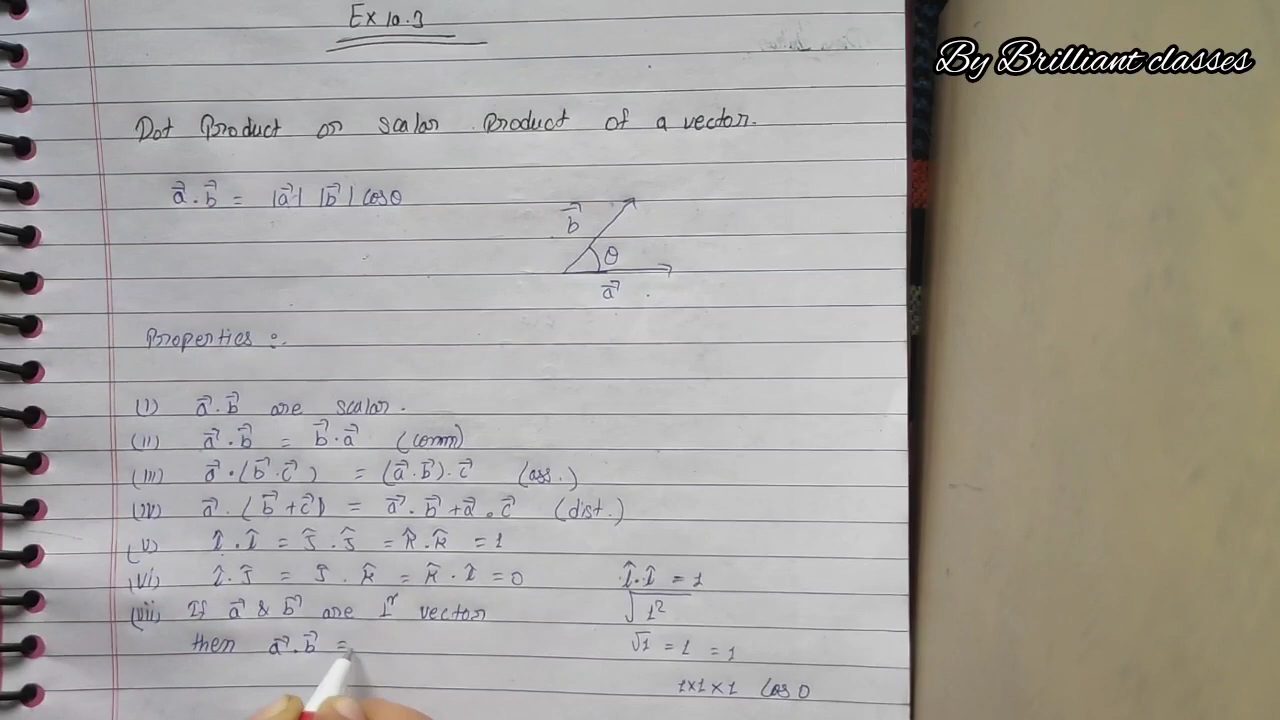 Ex 10.3
By Brilliant classes
Dot Product or scalar Product of a vector.
a⃗ . b⃗ = |a⃗| |b⃗| cosθ
b⃗
θ
a⃗
Properties :.
(i) a⃗ . b⃗ are scalar.
(ii) a⃗ . b⃗ = b⃗ . a⃗ (comm)
(iii) a⃗ . (b⃗ . c⃗) = (a⃗ . b⃗) . c⃗ (ass.)
(iv) a⃗ . (b⃗ + c⃗) = a⃗ . b⃗ + a⃗ . c⃗ (dist.)
(v) î . î = ĵ . ĵ = k̂ . k̂ = 1
(vi) î . ĵ = ĵ . k̂ = k̂ . î = 0
(vii) If a⃗ & b⃗ are ⊥r vector
then a⃗ . b⃗ =
î . î = 1
√1²
√1 = 1 = 1
1×1×1 Cos 0